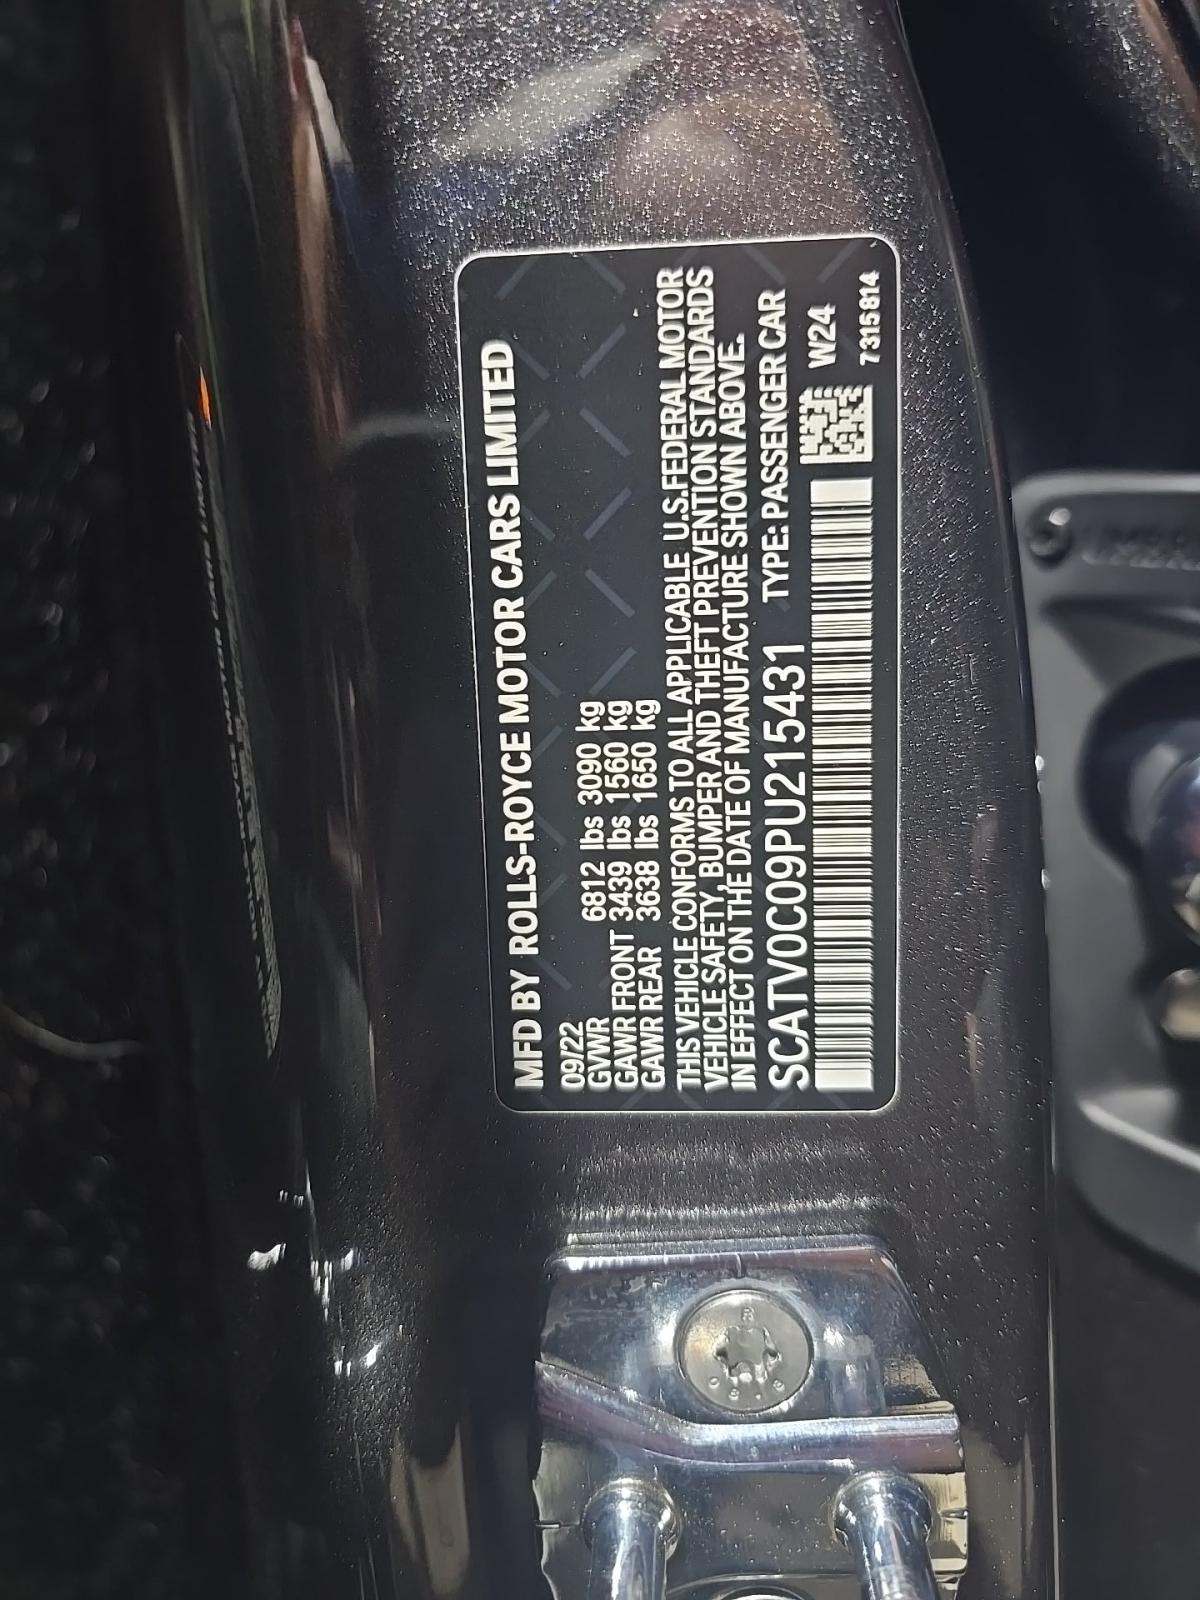 MFD BY ROLLS-ROYCE MOTOR CARS LIMITED
09/22
GVWR 6812 lbs 3090 kg
GAWR FRONT 3439 lbs 1560 kg
GAWR REAR 3638 lbs 1650 kg
THIS VEHICLE CONFORMS TO ALL APPLICABLE U.S.FEDERAL MOTOR
VEHICLE SAFETY, BUMPER AND THEFT PREVENTION STANDARDS
IN EFFECT ON THE DATE OF MANUFACTURE SHOWN ABOVE.
SCATV0C09PU215431 TYPE: PASSENGER CAR
W24
7315814